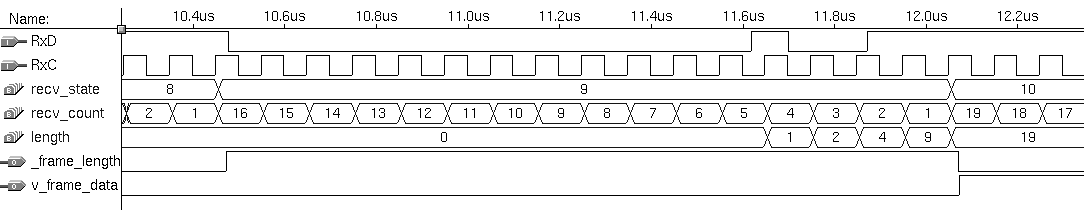 Name: 10.4us 10.6us 10.8us 11.0us 11.2us 11.4us 11.6us 11.8us 12.0us 12.2us
I RxD
I RxC
B recv_state 8 9 10
B recv_count 2 1 16 15 14 13 12 11 10 9 8 7 6 5 4 3 2 1 19 18 17
B length 0 1 2 4 9 19
O _frame_length
O v_frame_data